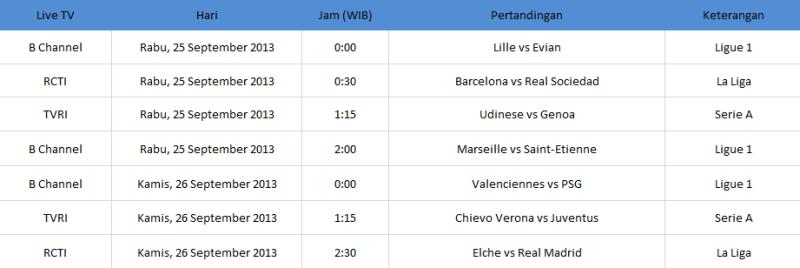 Live TV Hari Jam (WIB) Pertandingan Keterangan
B Channel Rabu, 25 September 2013 0:00 Lille vs Evian Ligue 1
RCTI Rabu, 25 September 2013 0:30 Barcelona vs Real Sociedad La Liga
TVRI Rabu, 25 September 2013 1:15 Udinese vs Genoa Serie A
B Channel Rabu, 25 September 2013 2:00 Marseille vs Saint-Etienne Ligue 1
B Channel Kamis, 26 September 2013 0:00 Valenciennes vs PSG Ligue 1
TVRI Kamis, 26 September 2013 1:15 Chievo Verona vs Juventus Serie A
RCTI Kamis, 26 September 2013 2:30 Elche vs Real Madrid La Liga